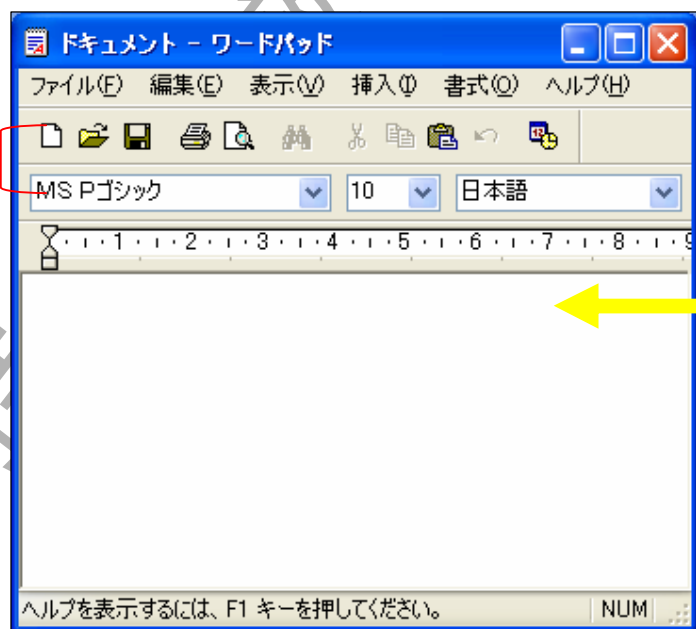 ドキュメント - ワードパッド
ファイル(F) 編集(E) 表示(V) 挿入(I) 書式(O) ヘルプ(H)
MS Pゴシック 10 日本語
1 2 3 4 5 6 7 8 9
ヘルプを表示するには、F1 キーを押してください。 NUM